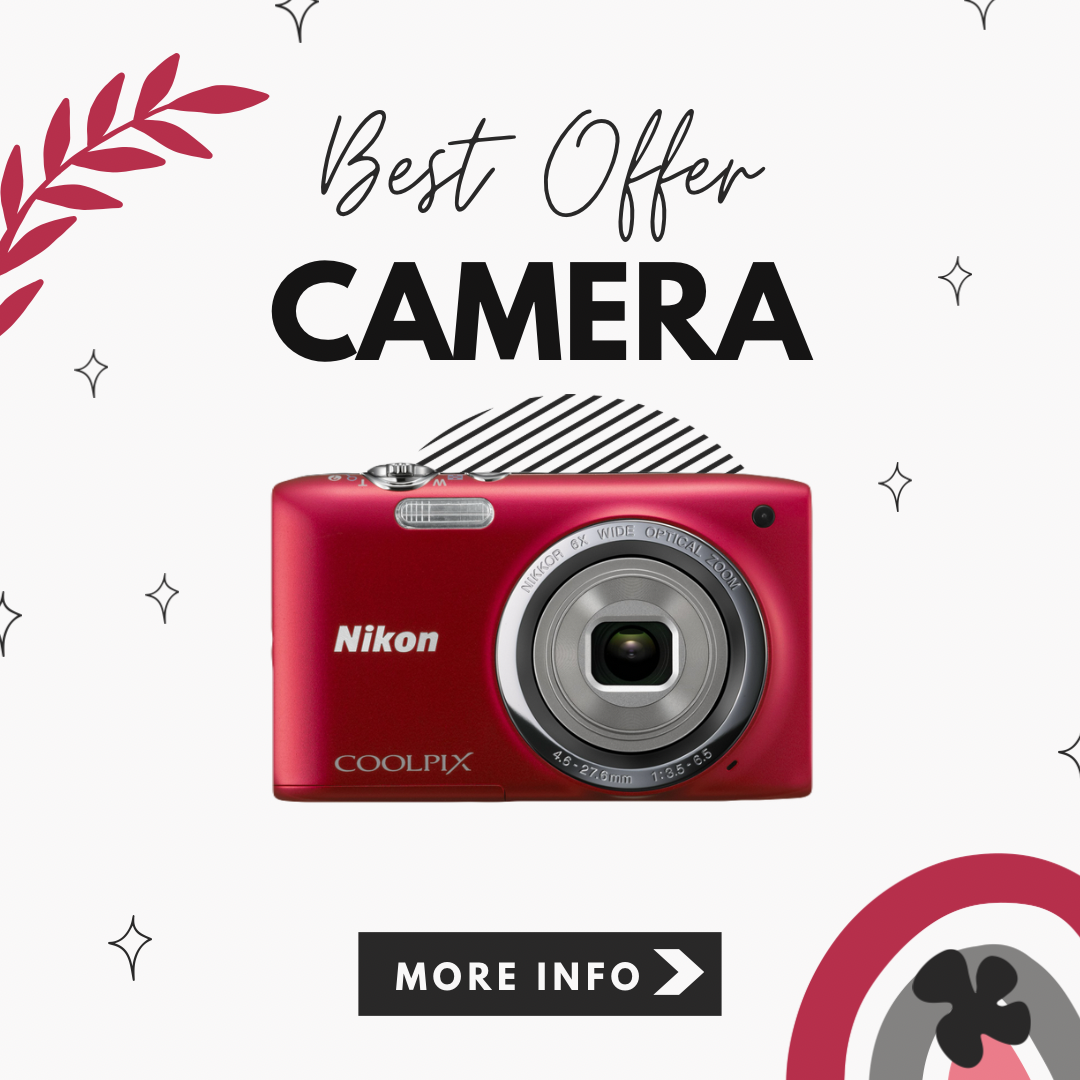 Best Offer
CAMERA
T
W
NIKKOR 6X WIDE OPTICAL ZOOM
Nikon
COOLPIX
4.6-27.6mm 1:3.5-6.5
MORE INFO